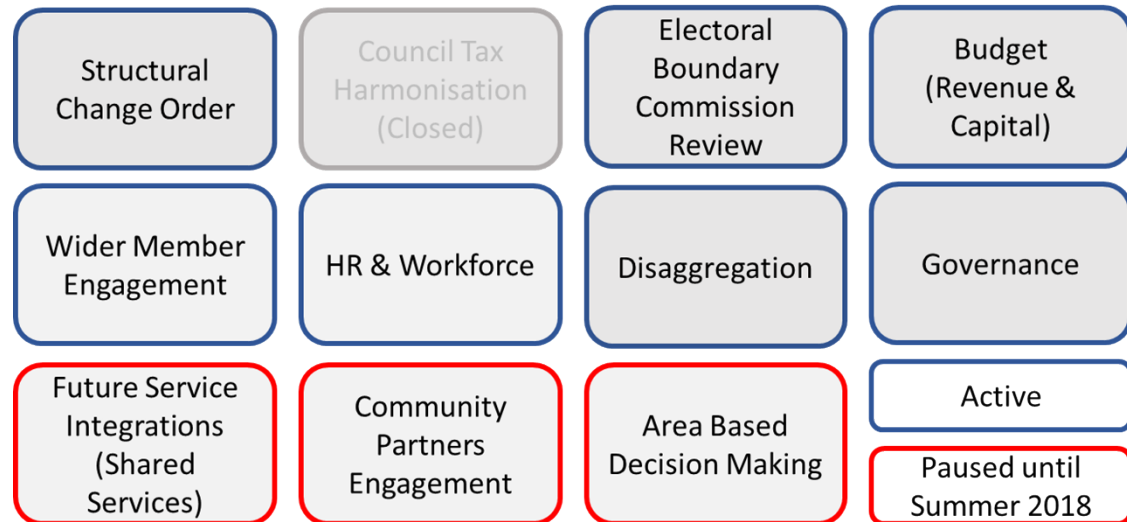 Structural
Change Order
Council Tax
Harmonisation
(Closed)
Electoral
Boundary
Commission
Review
Budget
(Revenue &
Capital)
Wider Member
Engagement
HR & Workforce
Disaggregation
Governance
Future Service
Integrations
(Shared
Services)
Community
Partners
Engagement
Area Based
Decision Making
Active
Paused until
Summer 2018